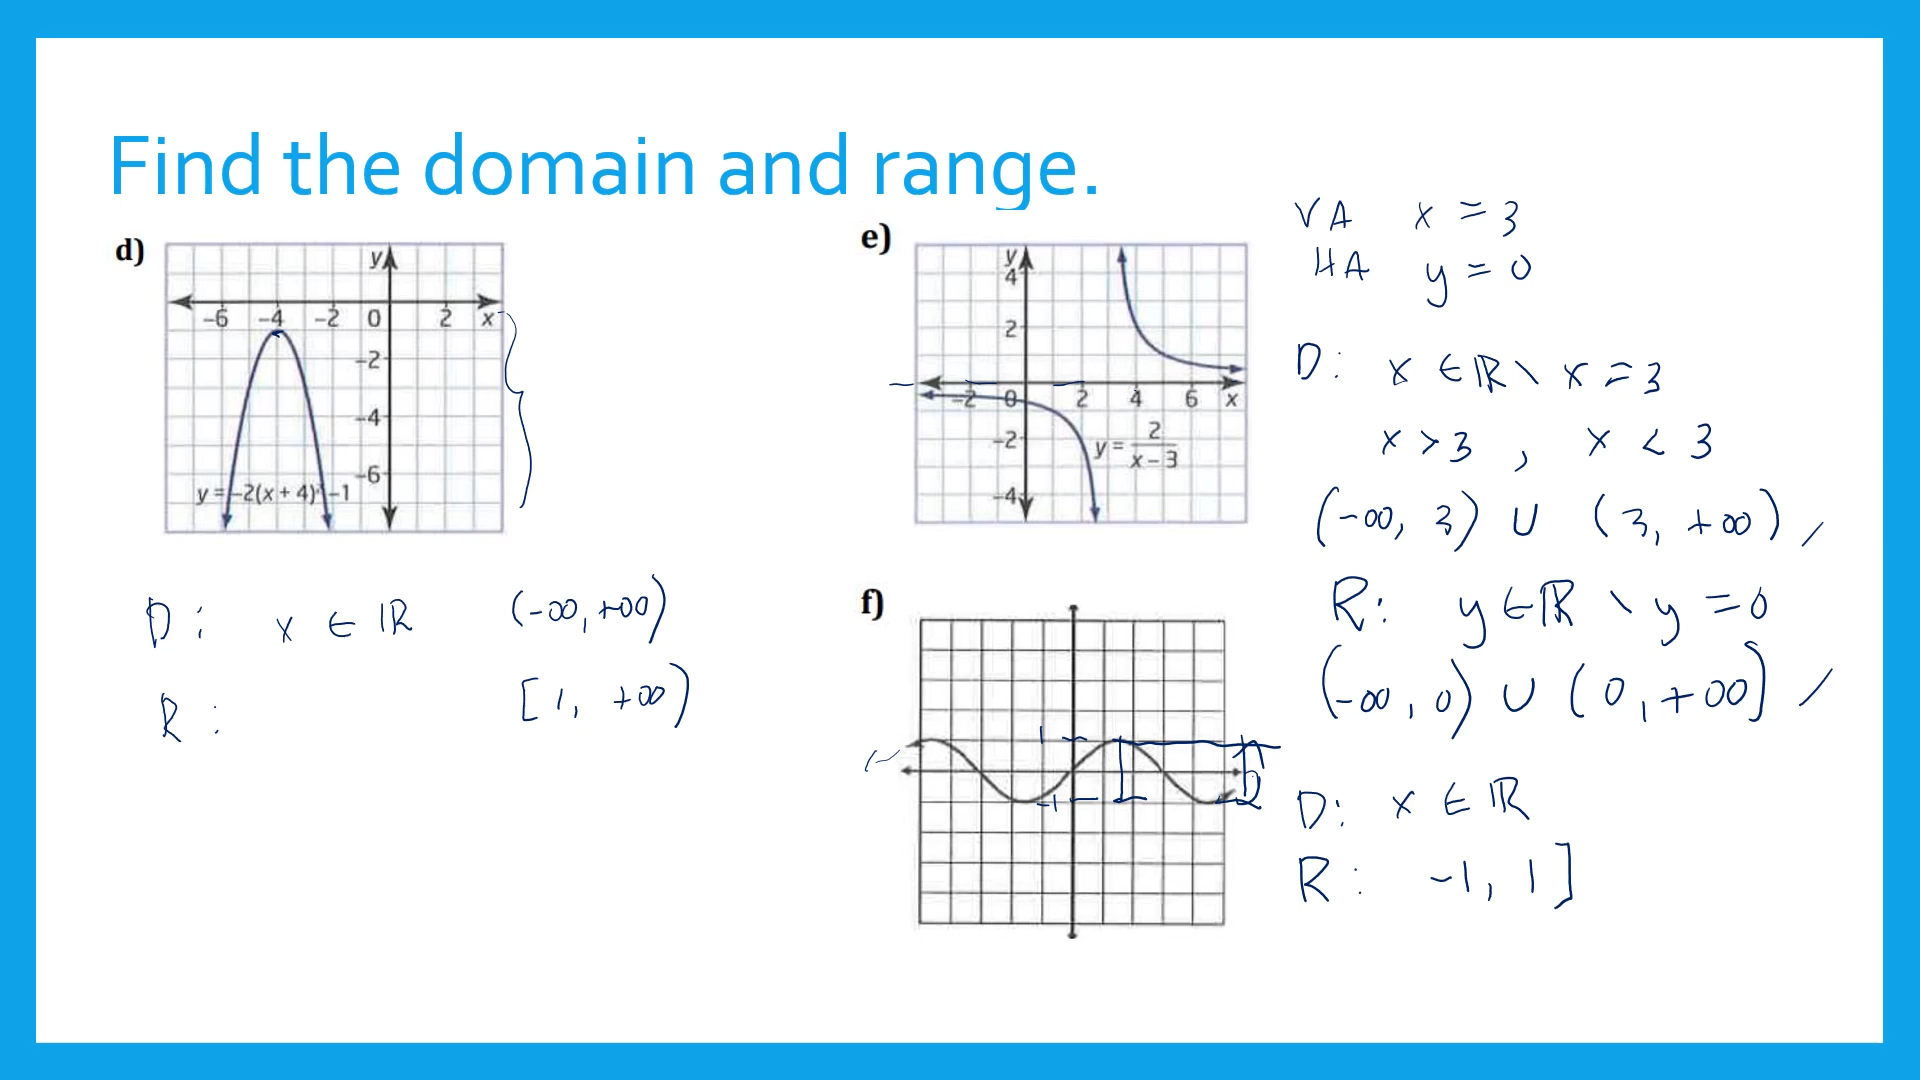 Find the domain and range.
d)
y
-6 -4 -2 0 2 x
-2
-4
-6
y = -2(x + 4)² - 1
D: x ∈ ℝ (-∞, +∞)
R: [1, +∞)
e)
y
4
2
-2 0 2 4 6 x
-2
y = 2/(x - 3)
-4
VA x = 3
HA y = 0
D: x ∈ ℝ \ x = 3
x > 3 , x < 3
(-∞, 3) ∪ (3, +∞)
R: y ∈ ℝ \ y = 0
(-∞, 0) ∪ (0, +∞]
f)
1
-1
D: x ∈ ℝ
R: -1, 1]